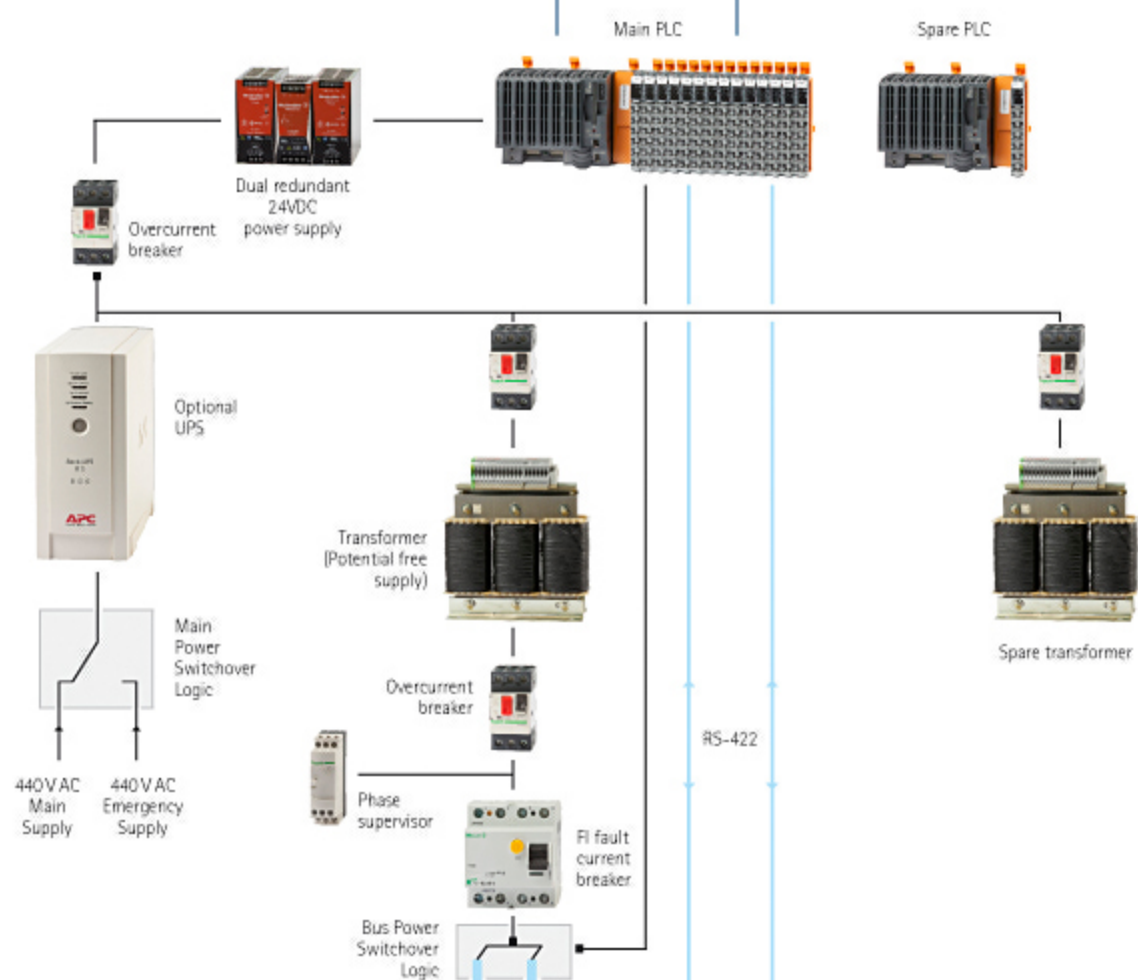 Main PLC
Spare PLC
Dual redundant
24VDC
power supply
Overcurrent
breaker
Optional
UPS
APC
Transformer
(Potential free
supply)
Spare transformer
Main
Power
Switchover
Logic
Overcurrent
breaker
RS-422
440 V AC
Main
Supply
440 V AC
Emergency
Supply
Phase
supervisor
FI fault
current
breaker
Bus Power
Switchover
Logic